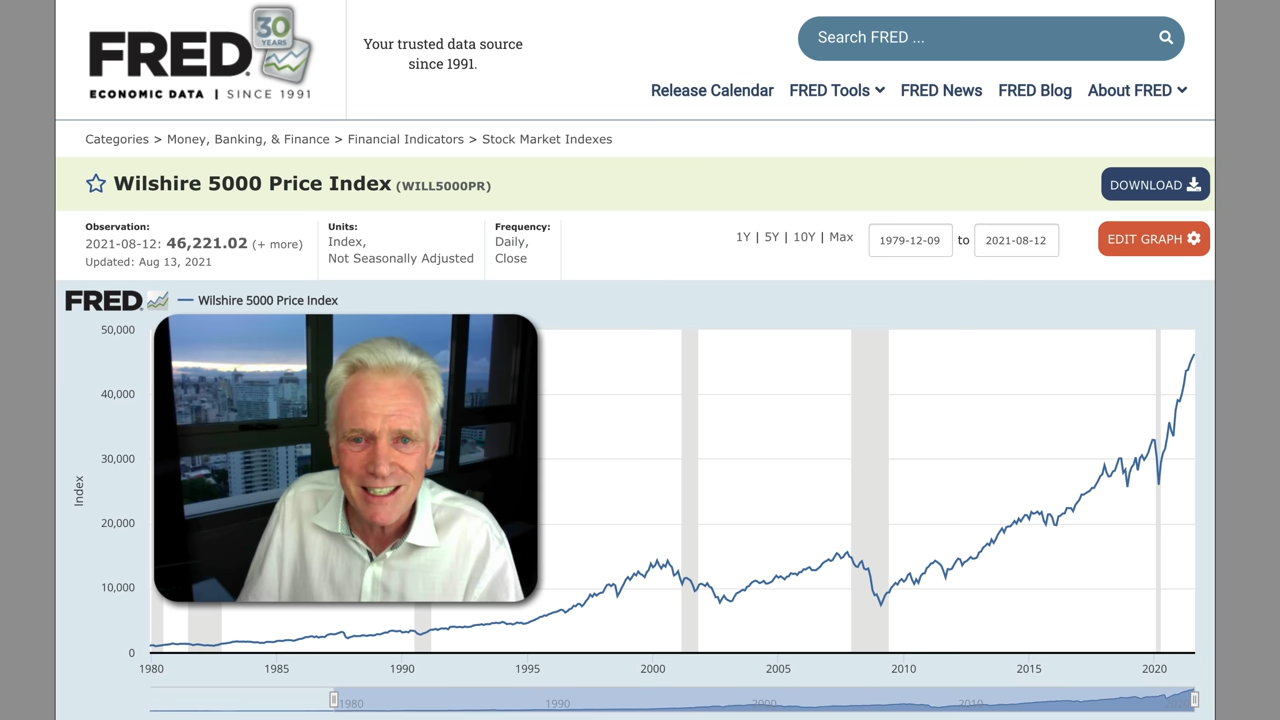 FRED
30
YEARS
ECONOMIC DATA | SINCE 1991
Your trusted data source
since 1991.
Search FRED ...
Release Calendar
FRED Tools
FRED News
FRED Blog
About FRED
Categories > Money, Banking, & Finance > Financial Indicators > Stock Market Indexes
Wilshire 5000 Price Index (WILL5000PR)
DOWNLOAD
Observation:
2021-08-12: 46,221.02 (+ more)
Updated: Aug 13, 2021
Units:
Index,
Not Seasonally Adjusted
Frequency:
Daily,
Close
1Y | 5Y | 10Y | Max
1979-12-09 to 2021-08-12
EDIT GRAPH
FRED
Wilshire 5000 Price Index
50,000
40,000
30,000
20,000
10,000
0
Index
1980 1985 1990 1995 2000 2005 2010 2015 2020
1980 1990 2000 2010 2020